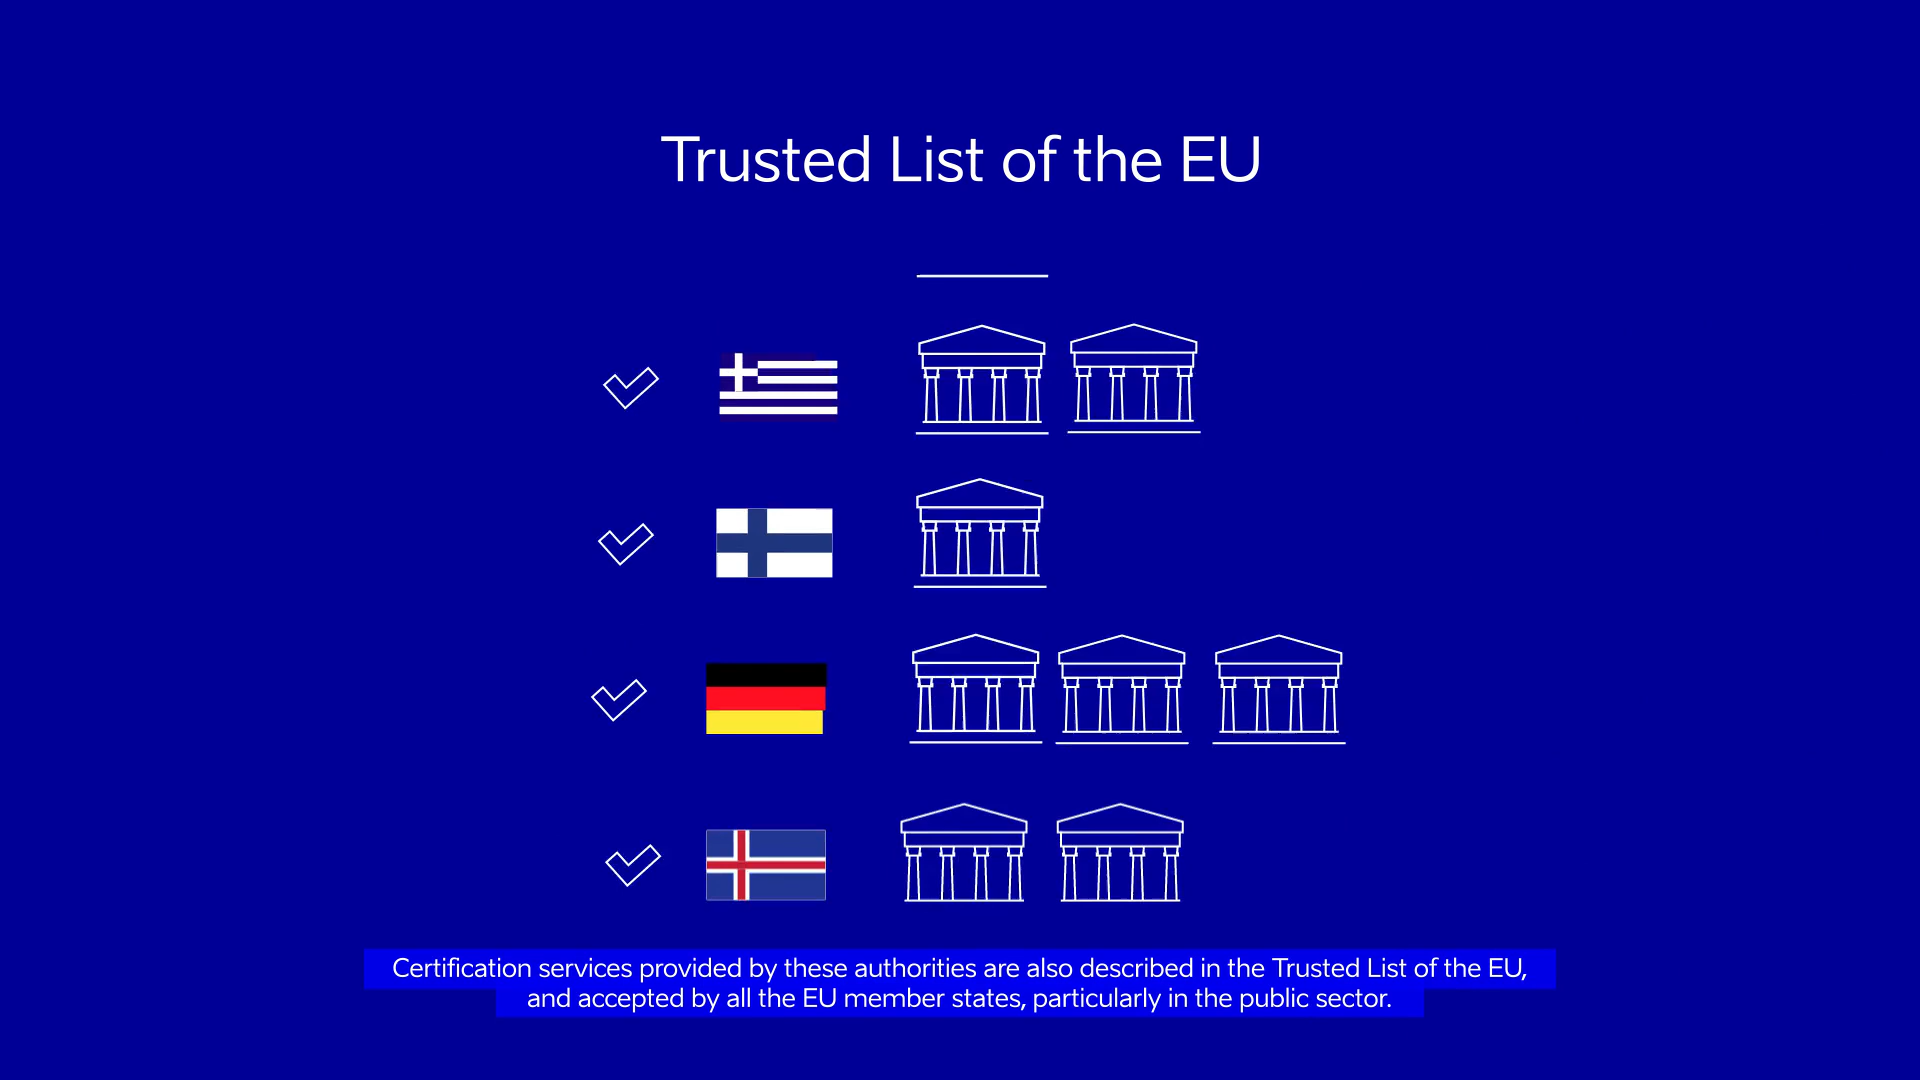 Trusted List of the EU
Certification services provided by these authorities are also described in the Trusted List of the EU,
and accepted by all the EU member states, particularly in the public sector.